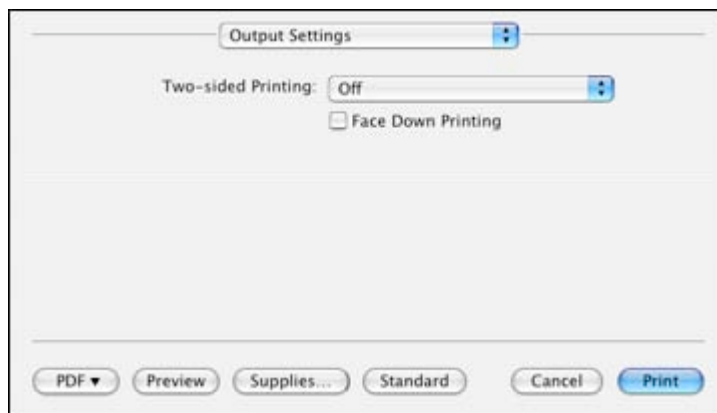 Output Settings
Two-sided Printing: Off
Face Down Printing
PDF ▼ Preview Supplies... Standard Cancel Print